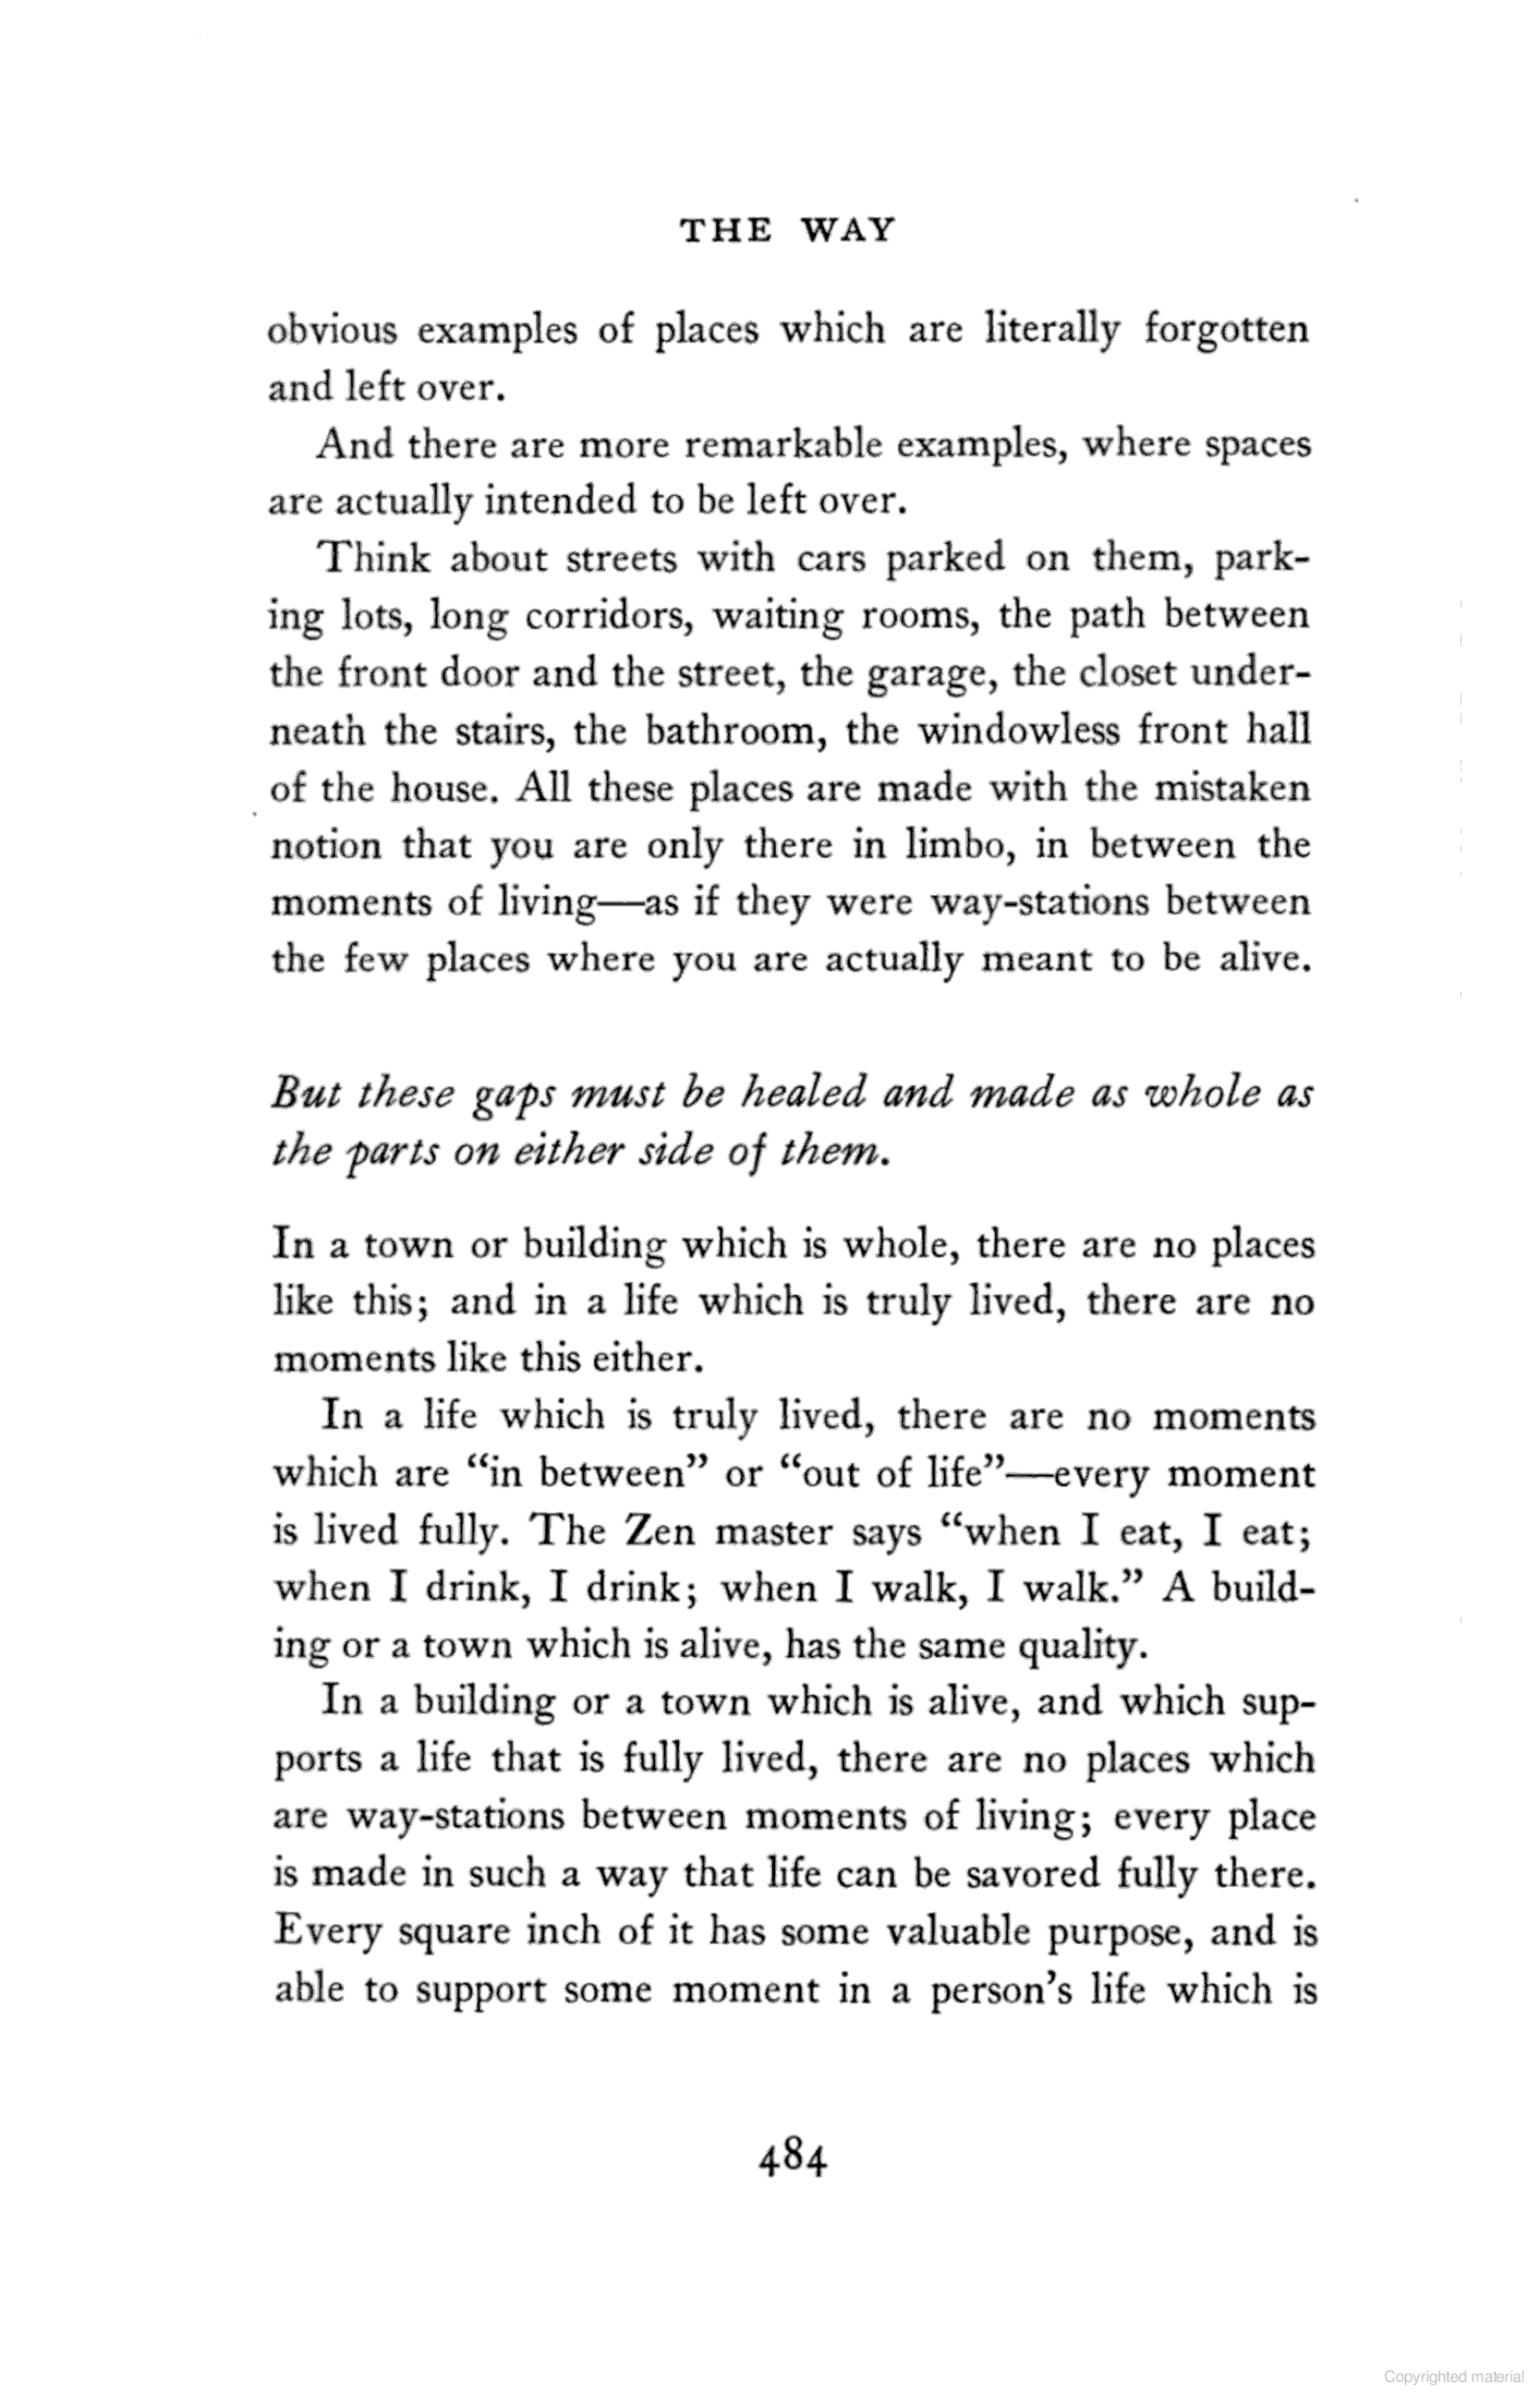 THE WAY
obvious examples of places which are literally forgotten
and left over.
And there are more remarkable examples, where spaces
are actually intended to be left over.
Think about streets with cars parked on them, park-
ing lots, long corridors, waiting rooms, the path between
the front door and the street, the garage, the closet under-
neath the stairs, the bathroom, the windowless front hall
of the house. All these places are made with the mistaken
notion that you are only there in limbo, in between the
moments of living—as if they were way-stations between
the few places where you are actually meant to be alive.
But these gaps must be healed and made as whole as
the parts on either side of them.
In a town or building which is whole, there are no places
like this; and in a life which is truly lived, there are no
moments like this either.
In a life which is truly lived, there are no moments
which are “in between” or “out of life”—every moment
is lived fully. The Zen master says “when I eat, I eat;
when I drink, I drink; when I walk, I walk.” A build-
ing or a town which is alive, has the same quality.
In a building or a town which is alive, and which sup-
ports a life that is fully lived, there are no places which
are way-stations between moments of living; every place
is made in such a way that life can be savored fully there.
Every square inch of it has some valuable purpose, and is
able to support some moment in a person’s life which is
484
Copyrighted material